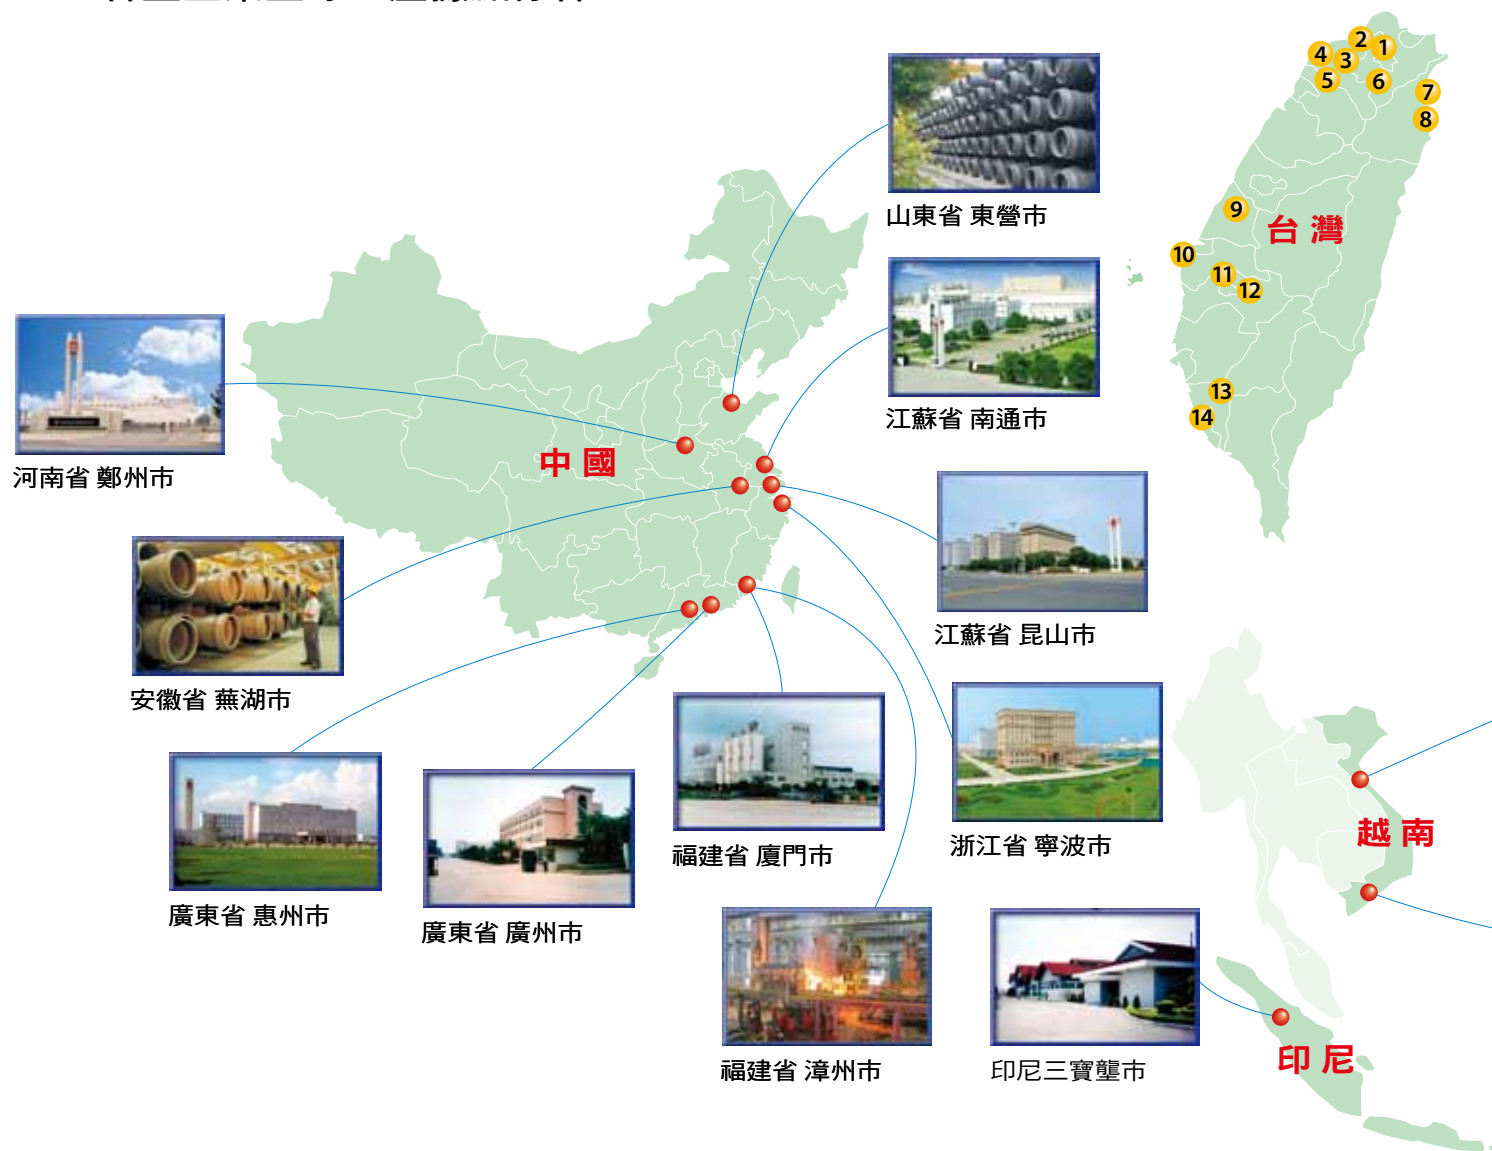 1
2
3
4
5
6
7
8
9
10
11
12
13
14
台灣
山東省 東營市
江蘇省 南通市
河南省 鄭州市
中國
江蘇省 昆山市
安徽省 蕪湖市
浙江省 寧波市
越南
福建省 廈門市
廣東省 惠州市
廣東省 廣州市
福建省 漳州市
印尼三寶壟市
印尼